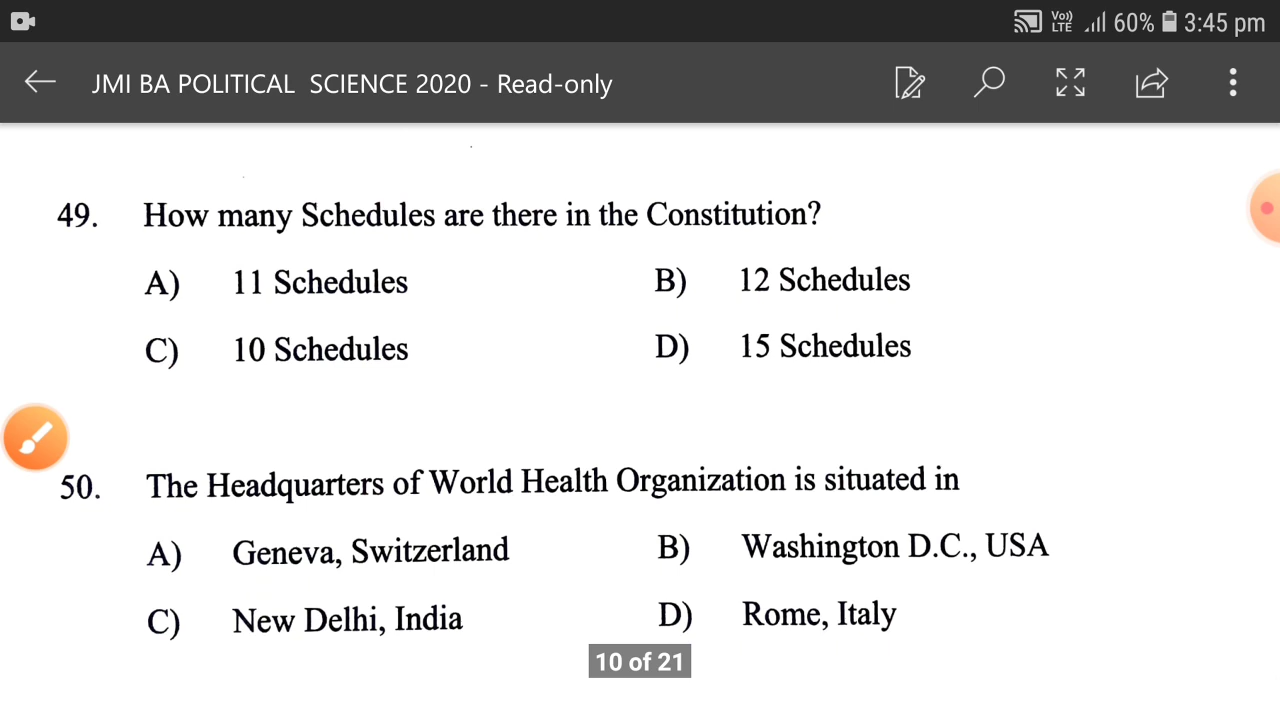 Vo) LTE 60% 3:45 pm
JMI BA POLITICAL SCIENCE 2020 - Read-only
49. How many Schedules are there in the Constitution?
A) 11 Schedules B) 12 Schedules
C) 10 Schedules D) 15 Schedules
50. The Headquarters of World Health Organization is situated in
A) Geneva, Switzerland B) Washington D.C., USA
C) New Delhi, India D) Rome, Italy
10 of 21